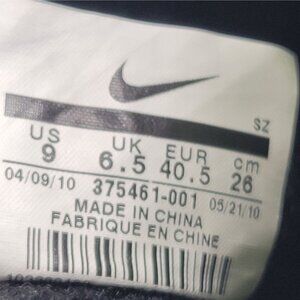 SZ
US UK EUR cm
9 6.5 40.5 26
04/09/10 375461-001 05/21/10
MADE IN CHINA
FABRIQUE EN CHINE